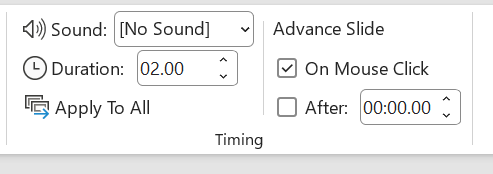 Sound: [No Sound]
Duration: 02.00
Apply To All
Advance Slide
On Mouse Click
After: 00:00.00
Timing